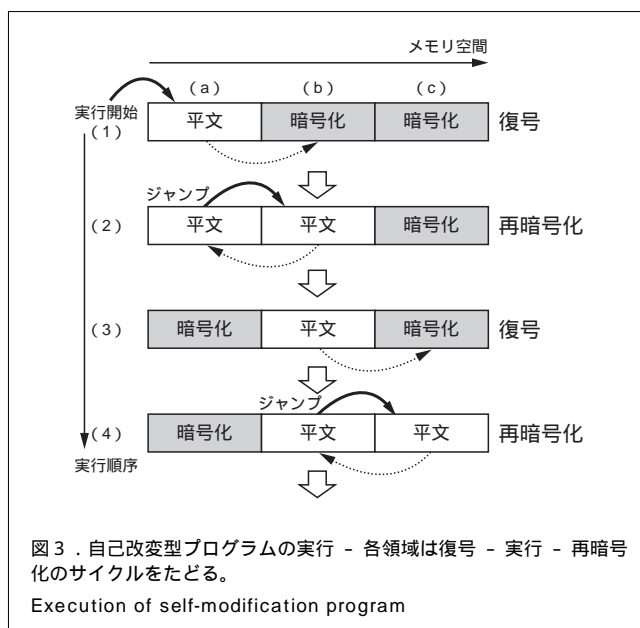 メモリ空間
(a) (b) (c)
実行開始
(1) 平文 暗号化 暗号化 復号
ジャンプ
(2) 平文 平文 暗号化 再暗号化
(3) 暗号化 平文 暗号化 復号
ジャンプ
(4) 暗号化 平文 平文 再暗号化
実行順序
図3．自己改変型プログラムの実行 － 各領域は復号 － 実行 － 再暗号
化のサイクルをたどる。
Execution of self-modification program